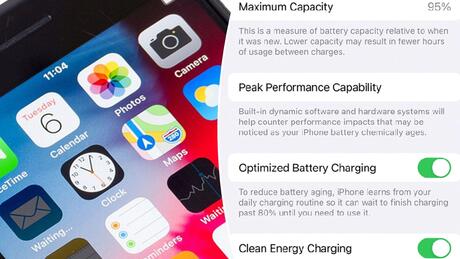 11:04
Tuesday
6
Camera
Photos
Calendar
Maps
ceTime
Clock
Waiting...
Waiting...
Maximum Capacity 95%
This is a measure of battery capacity relative to when
it was new. Lower capacity may result in fewer hours
of usage between charges.
Peak Performance Capability
Built-in dynamic software and hardware systems will
help counter performance impacts that may be
noticed as your iPhone battery chemically ages.
Optimized Battery Charging
To reduce battery aging, iPhone learns from your
daily charging routine so it can wait to finish charging
past 80% until you need to use it.
Clean Energy Charging